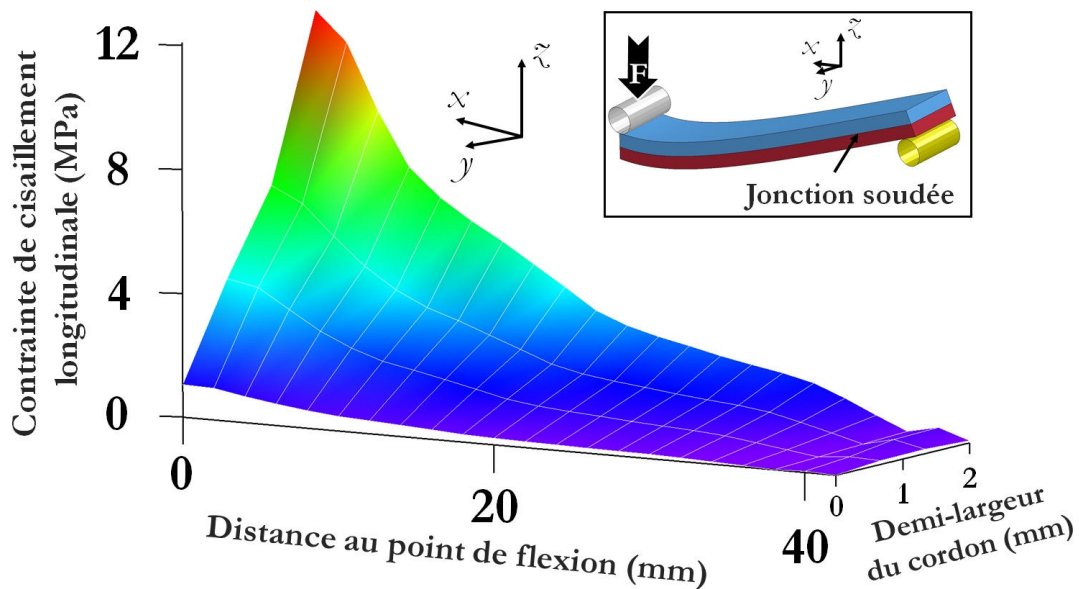 Contrainte de cisaillement
longitudinale (MPa)
12
8
4
0
x
y
z
F
x
y
z
Jonction soudée
0
20
40
0
1
2
Distance au point de flexion (mm)
Demi-largeur
du cordon (mm)